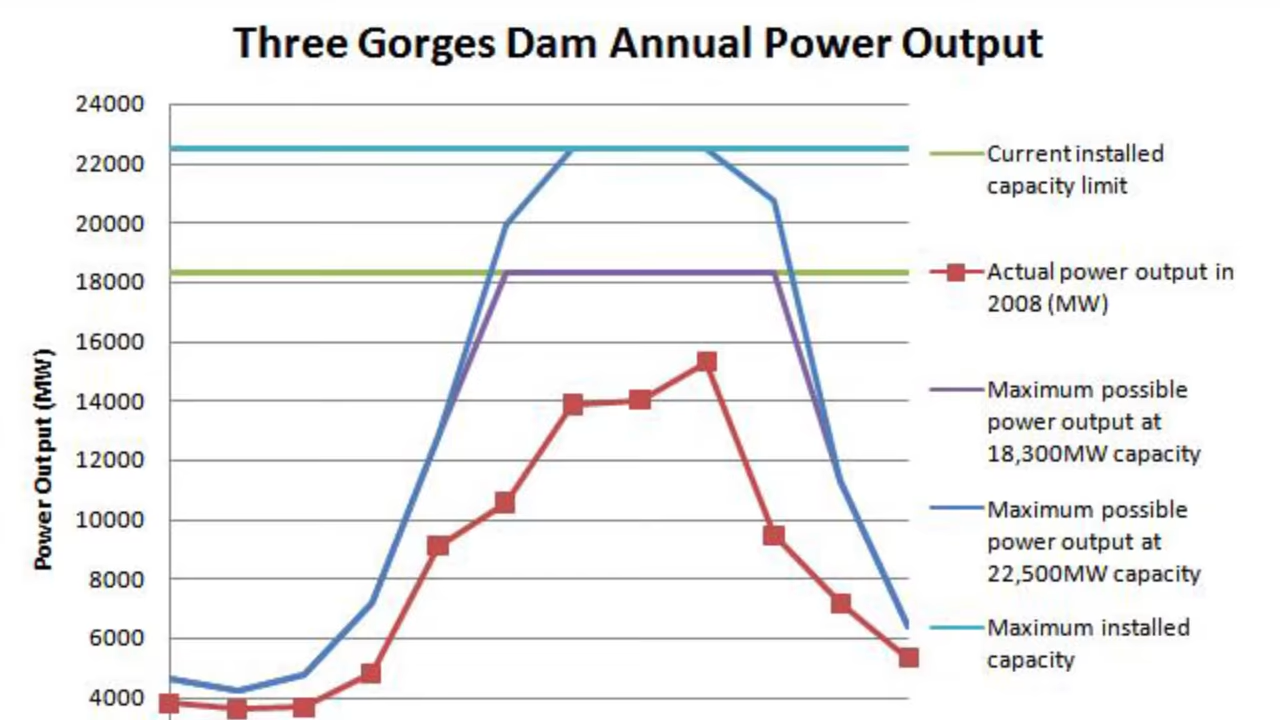 Three Gorges Dam Annual Power Output
24000
22000
20000
18000
16000
14000
12000
10000
8000
6000
4000
Power Output (MW)
Current installed
capacity limit
Actual power output in
2008 (MW)
Maximum possible
power output at
18,300MW capacity
Maximum possible
power output at
22,500MW capacity
Maximum installed
capacity